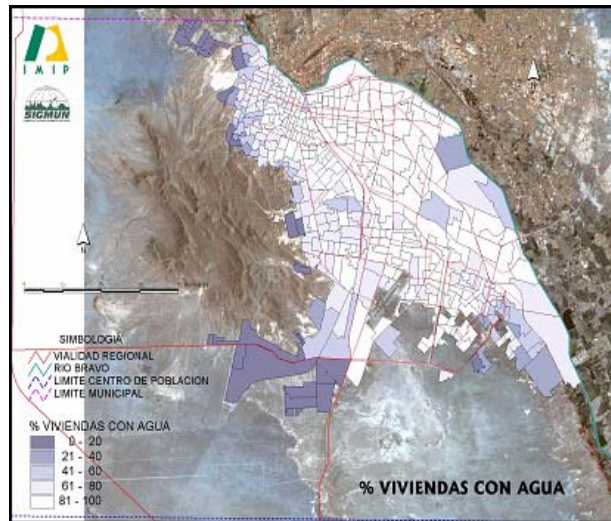 IMIP
SIGMUN
N
N
SIMBOLOGIA
VIALIDAD REGIONAL
RIO BRAVO
LIMITE CENTRO DE POBLACION
LIMITE MUNICIPAL
% VIVIENDAS CON AGUA
0 - 20
21 - 40
41 - 60
61 - 80
81 - 100
% VIVIENDAS CON AGUA